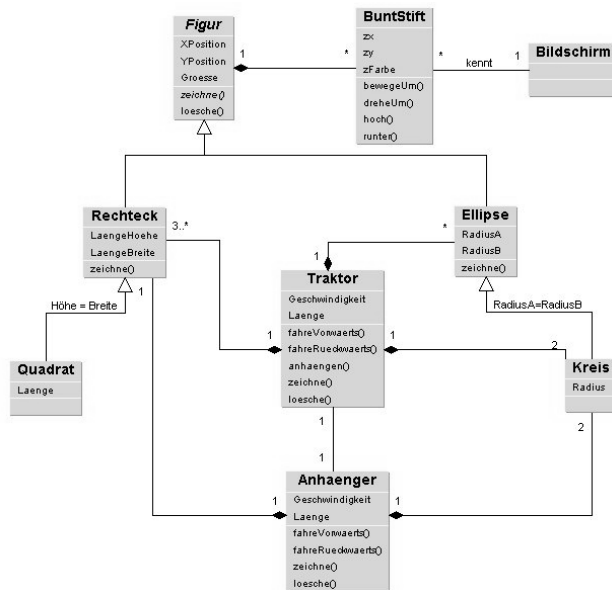 Figur
XPosition
YPosition
Groesse
zeichne()
loesche()
1
*
BuntStift
zx
zy
zFarbe
bewegeUm()
dreheUm()
hoch()
runter()
*
kennt
1
Bildschirm
Rechteck
LaengeHoehe
LaengeBreite
zeichne()
3..*
1
Ellipse
RadiusA
RadiusB
zeichne()
*
1
Traktor
Geschwindigkeit
Laenge
fahreVorwaerts()
fahreRueckwaerts()
anhaengen()
zeichne()
loesche()
1
1
Höhe = Breite
RadiusA=RadiusB
Quadrat
Laenge
2
Kreis
Radius
2
1
1
Anhaenger
Geschwindigkeit
Laenge
fahreVorwaerts()
fahreRueckwaerts()
zeichne()
loesche()
1
1